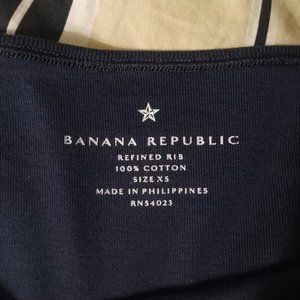 BANANA REPUBLIC
REFINED RIB
100% COTTON
SIZE XS
MADE IN PHILIPPINES
RN54023